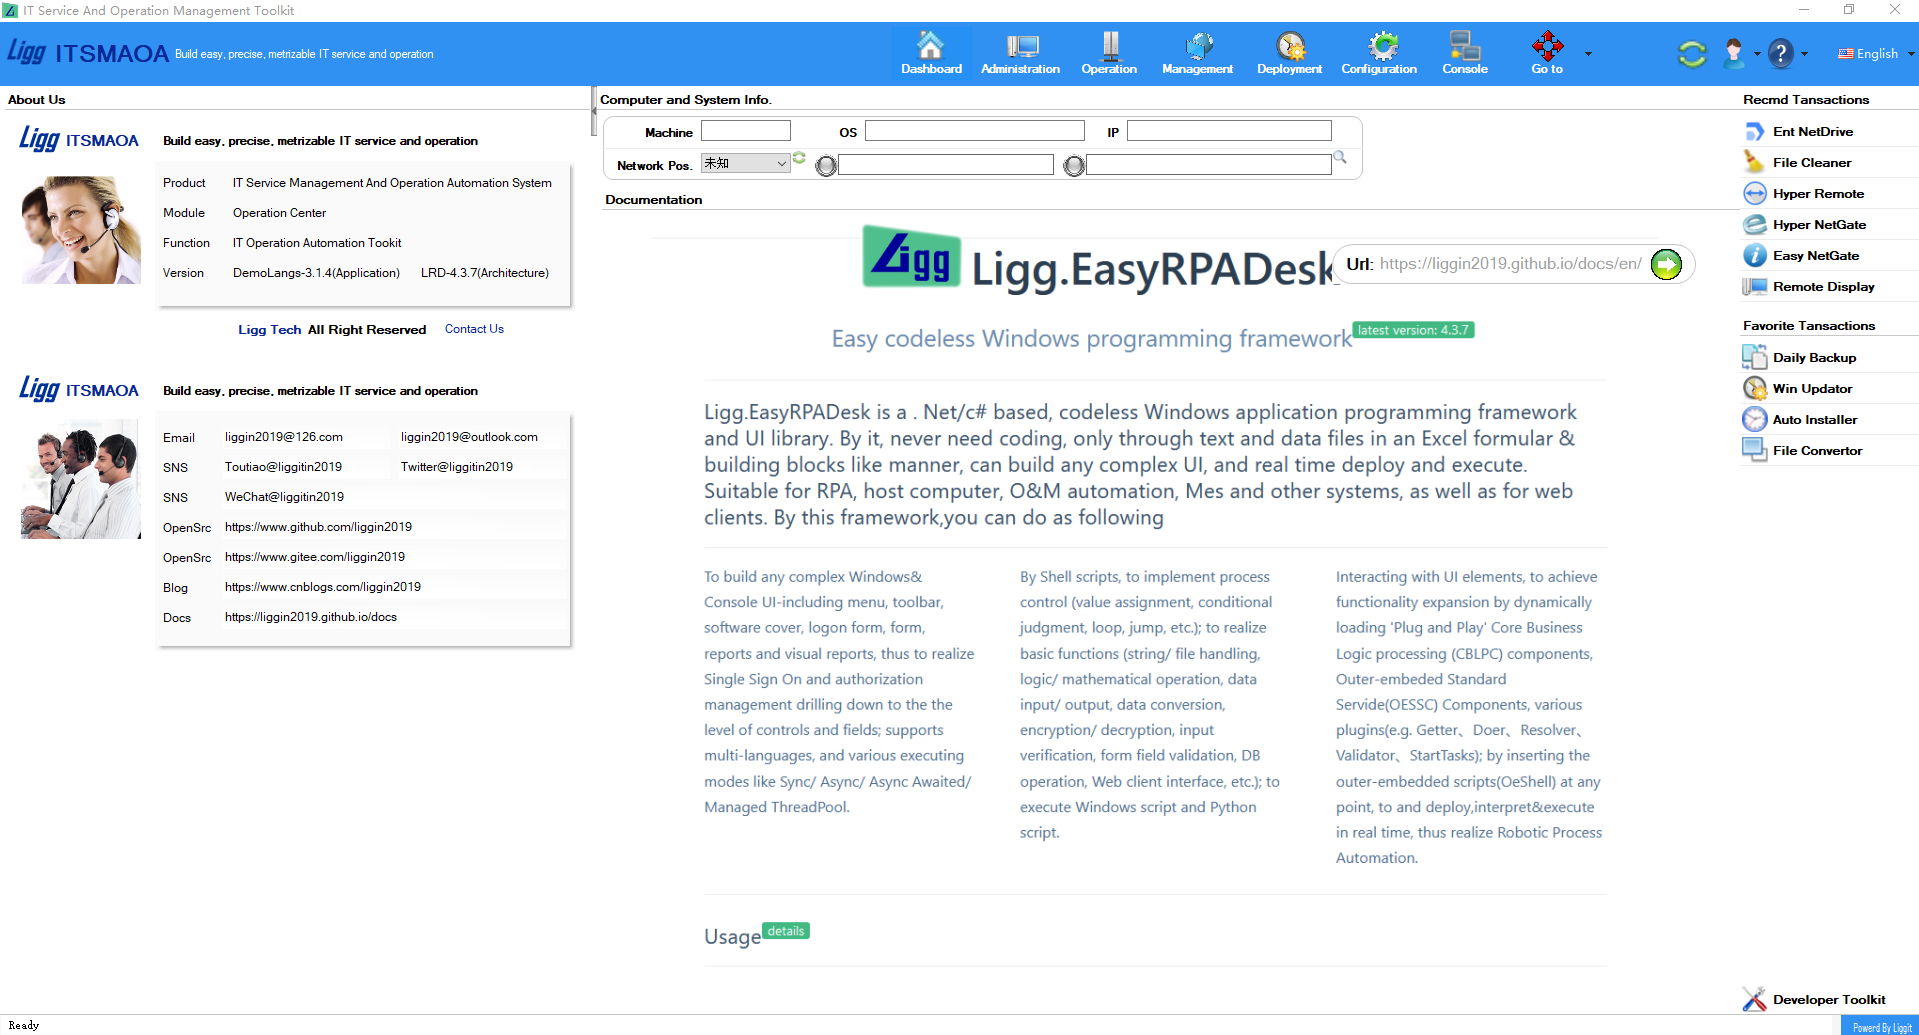 IT Service And Operation Management Toolkit
Ligg ITSMAOA Build easy, precise, metrizable IT service and operation
Dashboard Administration Operation Management Deployment Configuration Console Go to
English
About Us
Ligg ITSMAOA Build easy, precise, metrizable IT service and operation
Product IT Service Management And Operation Automation System
Module Operation Center
Function IT Operation Automation Tookit
Version DemoLangs-3.1.4(Application) LRD-4.3.7(Architecture)
Ligg Tech All Right Reserved Contact Us
Ligg ITSMAOA Build easy, precise, metrizable IT service and operation
Email liggin2019@126.com liggin2019@outlook.com
SNS Toutiao@liggitin2019 Twitter@liggitin2019
SNS WeChat@liggitin2019
OpenSrc https://www.github.com/liggin2019
OpenSrc https://www.gitee.com/liggin2019
Blog https://www.cnblogs.com/liggin2019
Docs https://liggin2019.github.io/docs
Computer and System Info.
Machine OS IP
Network Pos. 未知
Documentation
Ligg Ligg.EasyRPADesk
Url: https://liggin2019.github.io/docs/en/
Easy codeless Windows programming framework latest version: 4.3.7
Ligg.EasyRPADesk is a . Net/c# based, codeless Windows application programming framework
and UI library. By it, never need coding, only through text and data files in an Excel formular &
building blocks like manner, can build any complex UI, and real time deploy and execute.
Suitable for RPA, host computer, O&M automation, Mes and other systems, as well as for web
clients. By this framework,you can do as following
To build any complex Windows&
Console UI-including menu, toolbar,
software cover, logon form, form,
reports and visual reports, thus to realize
Single Sign On and authorization
management drilling down to the the
level of controls and fields; supports
multi-languages, and various executing
modes like Sync/ Async/ Async Awaited/
Managed ThreadPool.
By Shell scripts, to implement process
control (value assignment, conditional
judgment, loop, jump, etc.); to realize
basic functions (string/ file handling,
logic/ mathematical operation, data
input/ output, data conversion,
encryption/ decryption, input
verification, form field validation, DB
operation, Web client interface, etc.); to
execute Windows script and Python
script.
Interacting with UI elements, to achieve
functionality expansion by dynamically
loading 'Plug and Play' Core Business
Logic processing (CBLPC) components,
Outer-embeded Standard
Servide(OESSC) Components, various
plugins(e.g. Getter、Doer、Resolver、
Validator、StartTasks); by inserting the
outer-embedded scripts(OeShell) at any
point, to and deploy,interpret&execute
in real time, thus realize Robotic Process
Automation.
Usage details
Recmd Tansactions
Ent NetDrive
File Cleaner
Hyper Remote
Hyper NetGate
Easy NetGate
Remote Display
Favorite Tansactions
Daily Backup
Win Updator
Auto Installer
File Convertor
Developer Toolkit
Ready
Powerd By Liggit